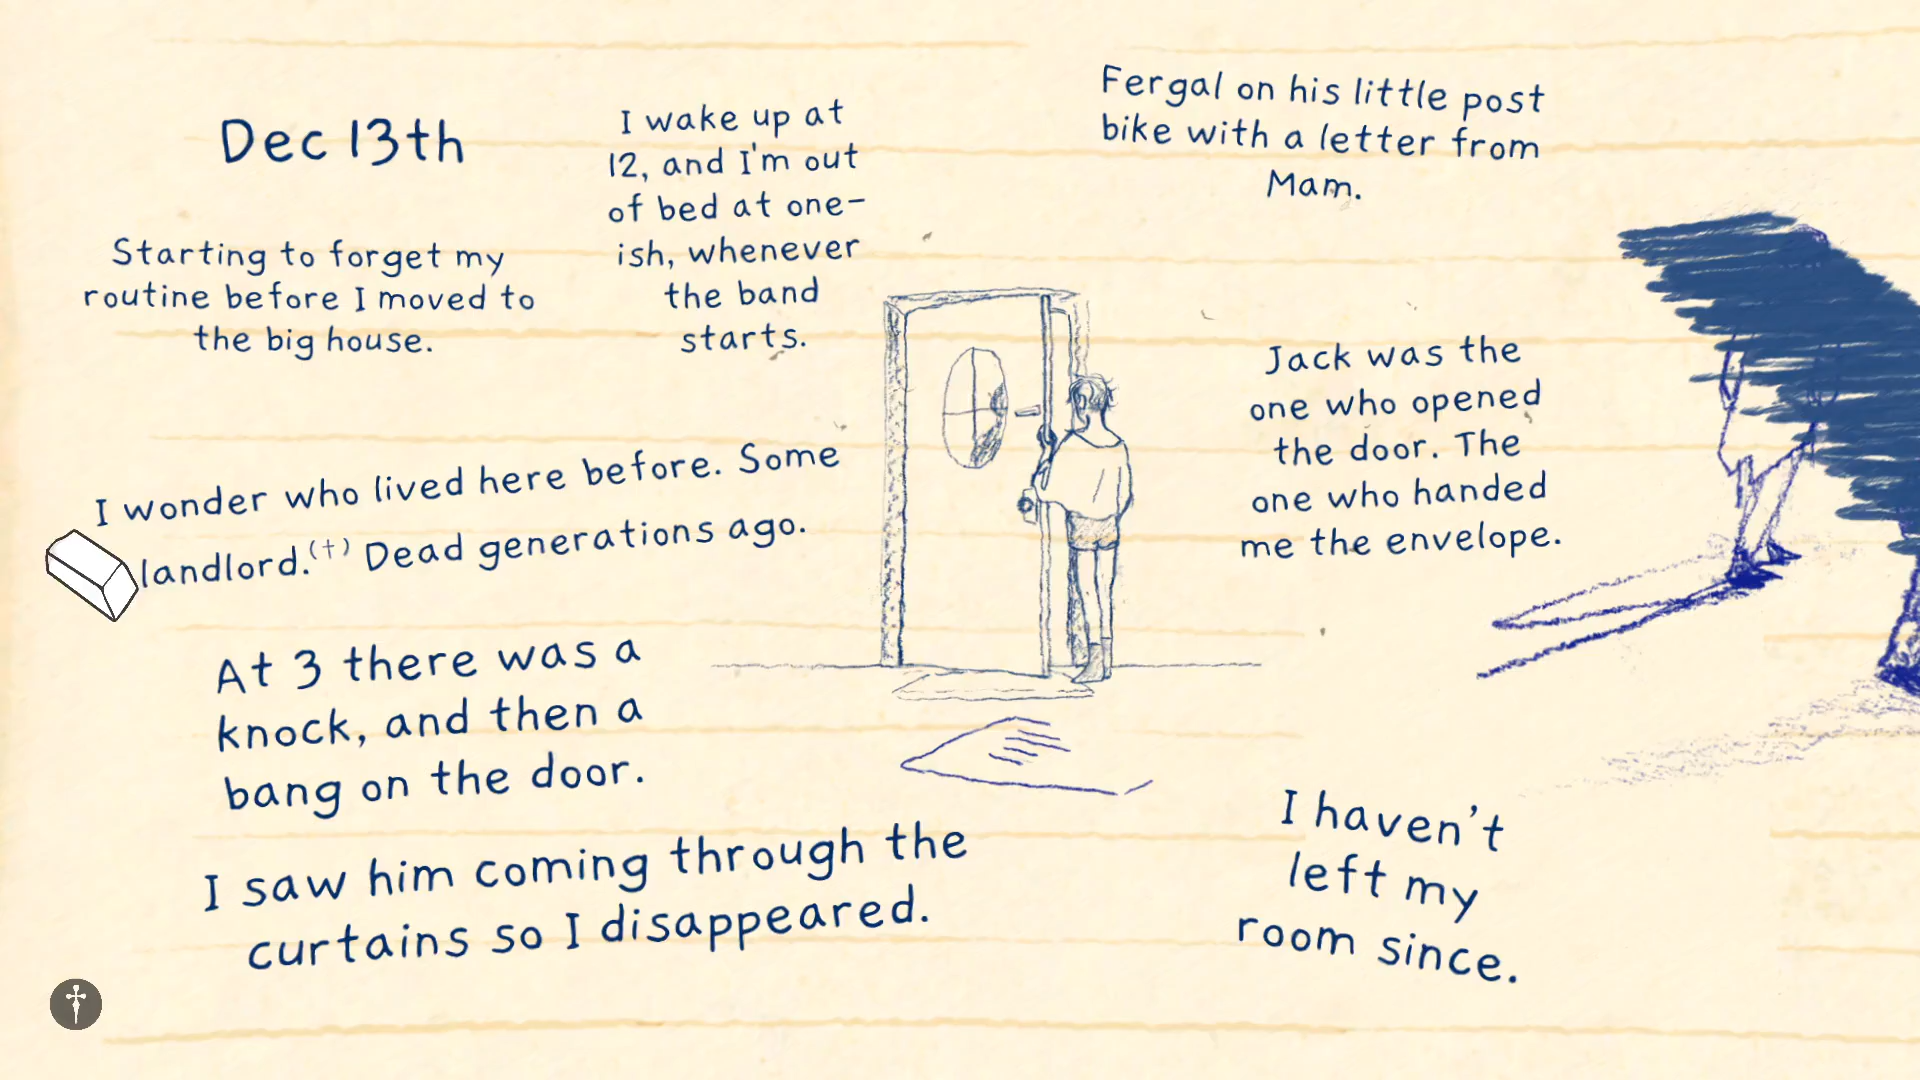 Dec 13th
Starting to forget my
routine before I moved to
the big house.
I wake up at
12, and I'm out
of bed at one-
ish, whenever
the band
starts.
I wonder who lived here before. Some
landlord.(†) Dead generations ago.
At 3 there was a
knock, and then a
bang on the door.
I saw him coming through the
curtains so I disappeared.
Fergal on his little post
bike with a letter from
Mam.
Jack was the
one who opened
the door. The
one who handed
me the envelope.
I haven't
left my
room since.
†